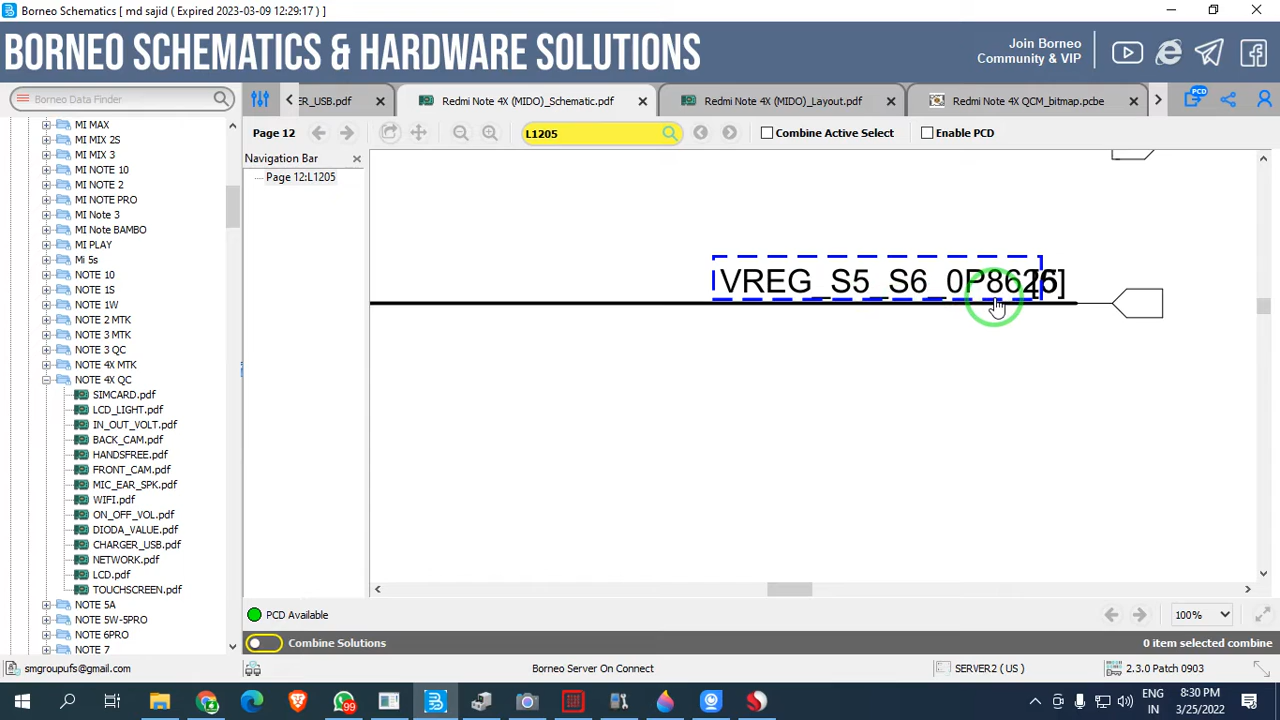 Borneo Schematics [ md sajid ( Expired 2023-03-09 12:29:17 ) ]
BORNEO SCHEMATICS & HARDWARE SOLUTIONS
Join Borneo
Community & VIP
Borneo Data Finder
ER_USB.pdf
Redmi Note 4X (MIDO)_Schematic.pdf
Redmi Note 4X (MIDO)_Layout.pdf
Redmi Note 4X QCM_bitmap.pcbe
PCD
Page 12
L1205
Combine Active Select
Enable PCD
Navigation Bar
Page 12:L1205
MI MAX
MI MIX 2S
MI MIX 3
MI NOTE 10
MI NOTE 2
MI NOTE PRO
MI Note 3
MI Note BAMBO
MI PLAY
Mi 5s
NOTE 10
NOTE 1S
NOTE 1W
NOTE 2 MTK
NOTE 3 MTK
NOTE 3 QC
NOTE 4X MTK
NOTE 4X QC
SIMCARD.pdf
LCD_LIGHT.pdf
IN_OUT_VOLT.pdf
BACK_CAM.pdf
HANDSFREE.pdf
FRONT_CAM.pdf
MIC_EAR_SPK.pdf
WIFI.pdf
ON_OFF_VOL.pdf
DIODA_VALUE.pdf
CHARGER_USB.pdf
NETWORK.pdf
LCD.pdf
TOUCHSCREEN.pdf
NOTE 5A
NOTE 5W-5PRO
NOTE 6PRO
NOTE 7
VREG_S5_S6_0P862
PCD Available
100%
Combine Solutions
0 item selected combine
smgroupufs@gmail.com
Borneo Server On Connect
SERVER2 ( US )
2.3.0 Patch 0903
99
ENG
IN
8:30 PM
3/25/2022